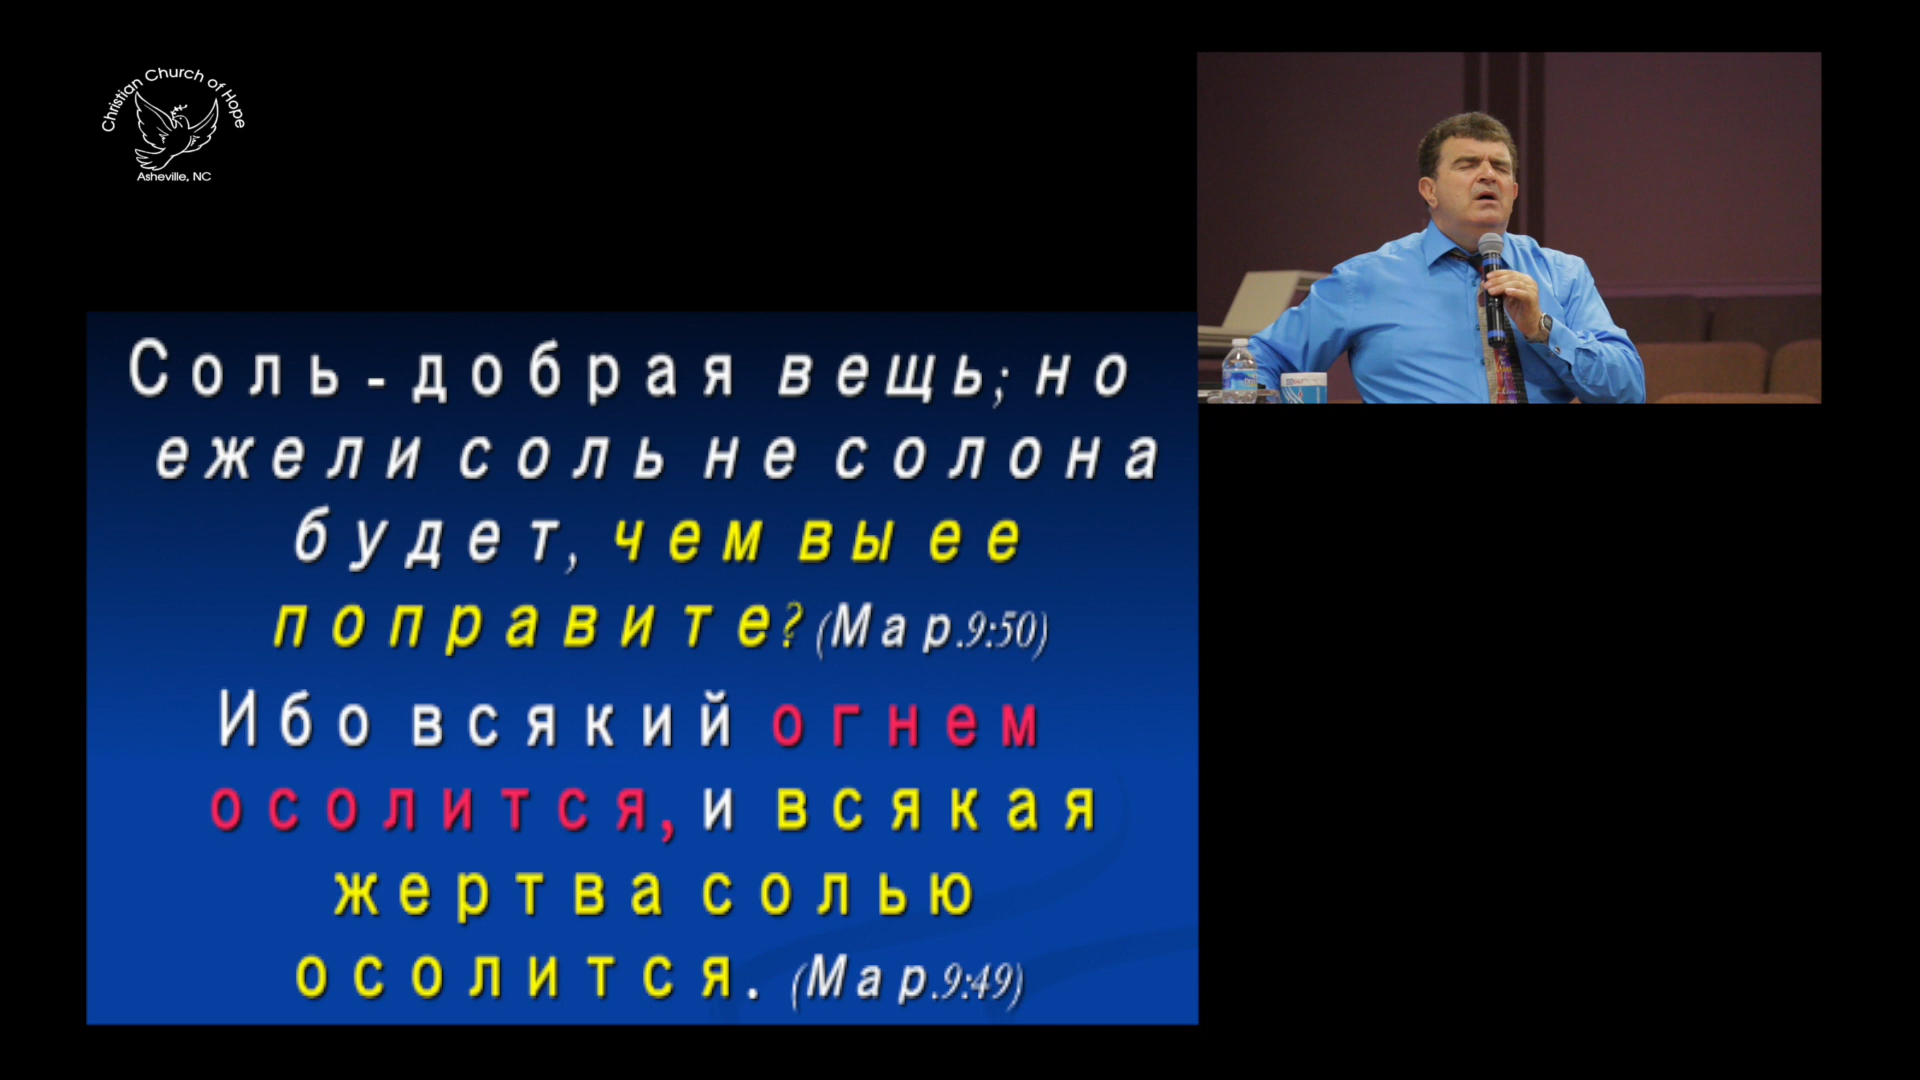 Christian Church of Hope
Asheville, NC
Соль - добрая вещь; но
ежели соль не солона
будет, чем вы ее
поправите? (Мар.9:50)
Ибо всякий огнем
осолится, и всякая
жертва солью
осолится. (Мар.9:49)